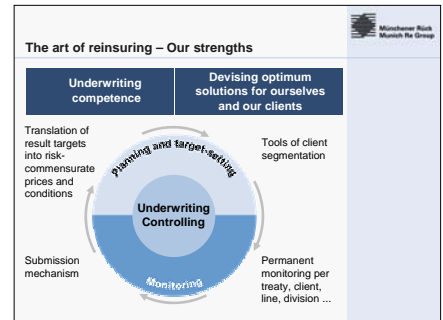 Münchener Rück
Munich Re Group
The art of reinsuring – Our strengths
Underwriting
competence
Devising optimum
solutions for ourselves
and our clients
Translation of
result targets
into risk-
commensurate
prices and
conditions
Planning and target-setting
Tools of client
segmentation
Underwriting
Controlling
Submission
mechanism
Monitoring
Permanent
monitoring per
treaty, client,
line, division ...